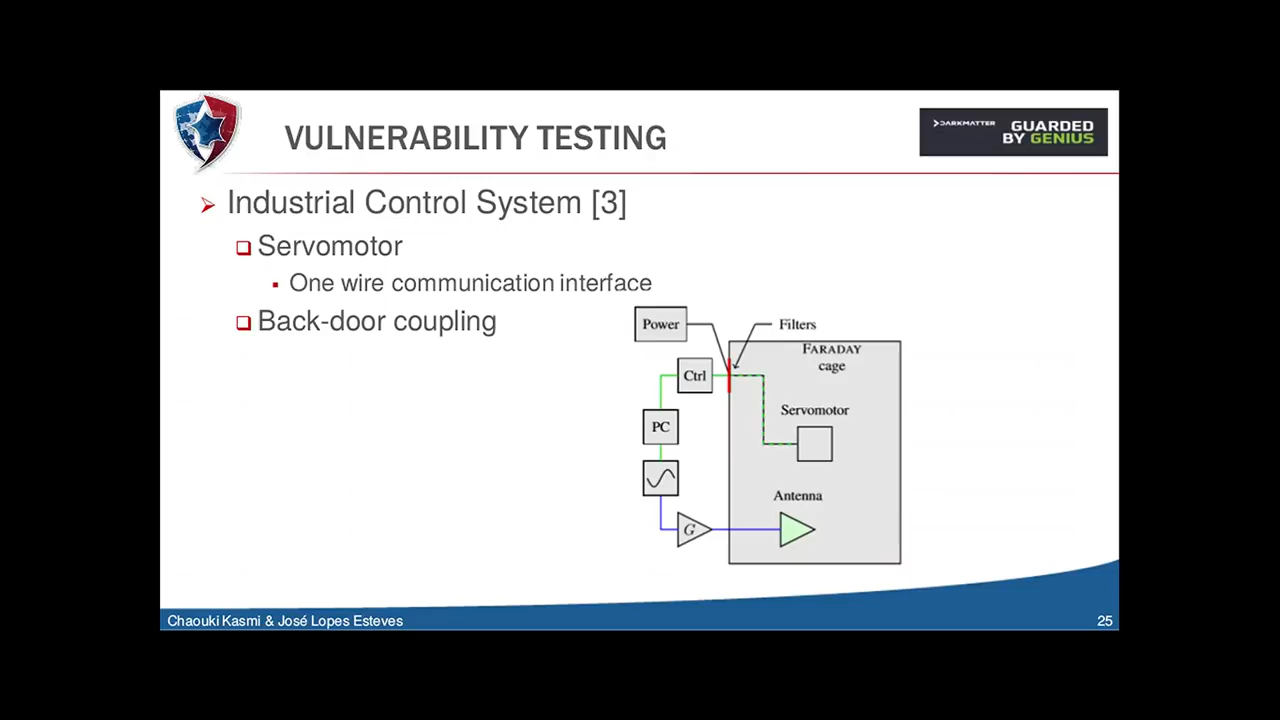 VULNERABILITY TESTING
DARKMATTER
GUARDED
BY GENIUS
Industrial Control System [3]
Servomotor
One wire communication interface
Back-door coupling
Power
Filters
FARADAY
cage
Ctrl
Servomotor
PC
Antenna
G
Chaouki Kasmi & José Lopes Esteves
25